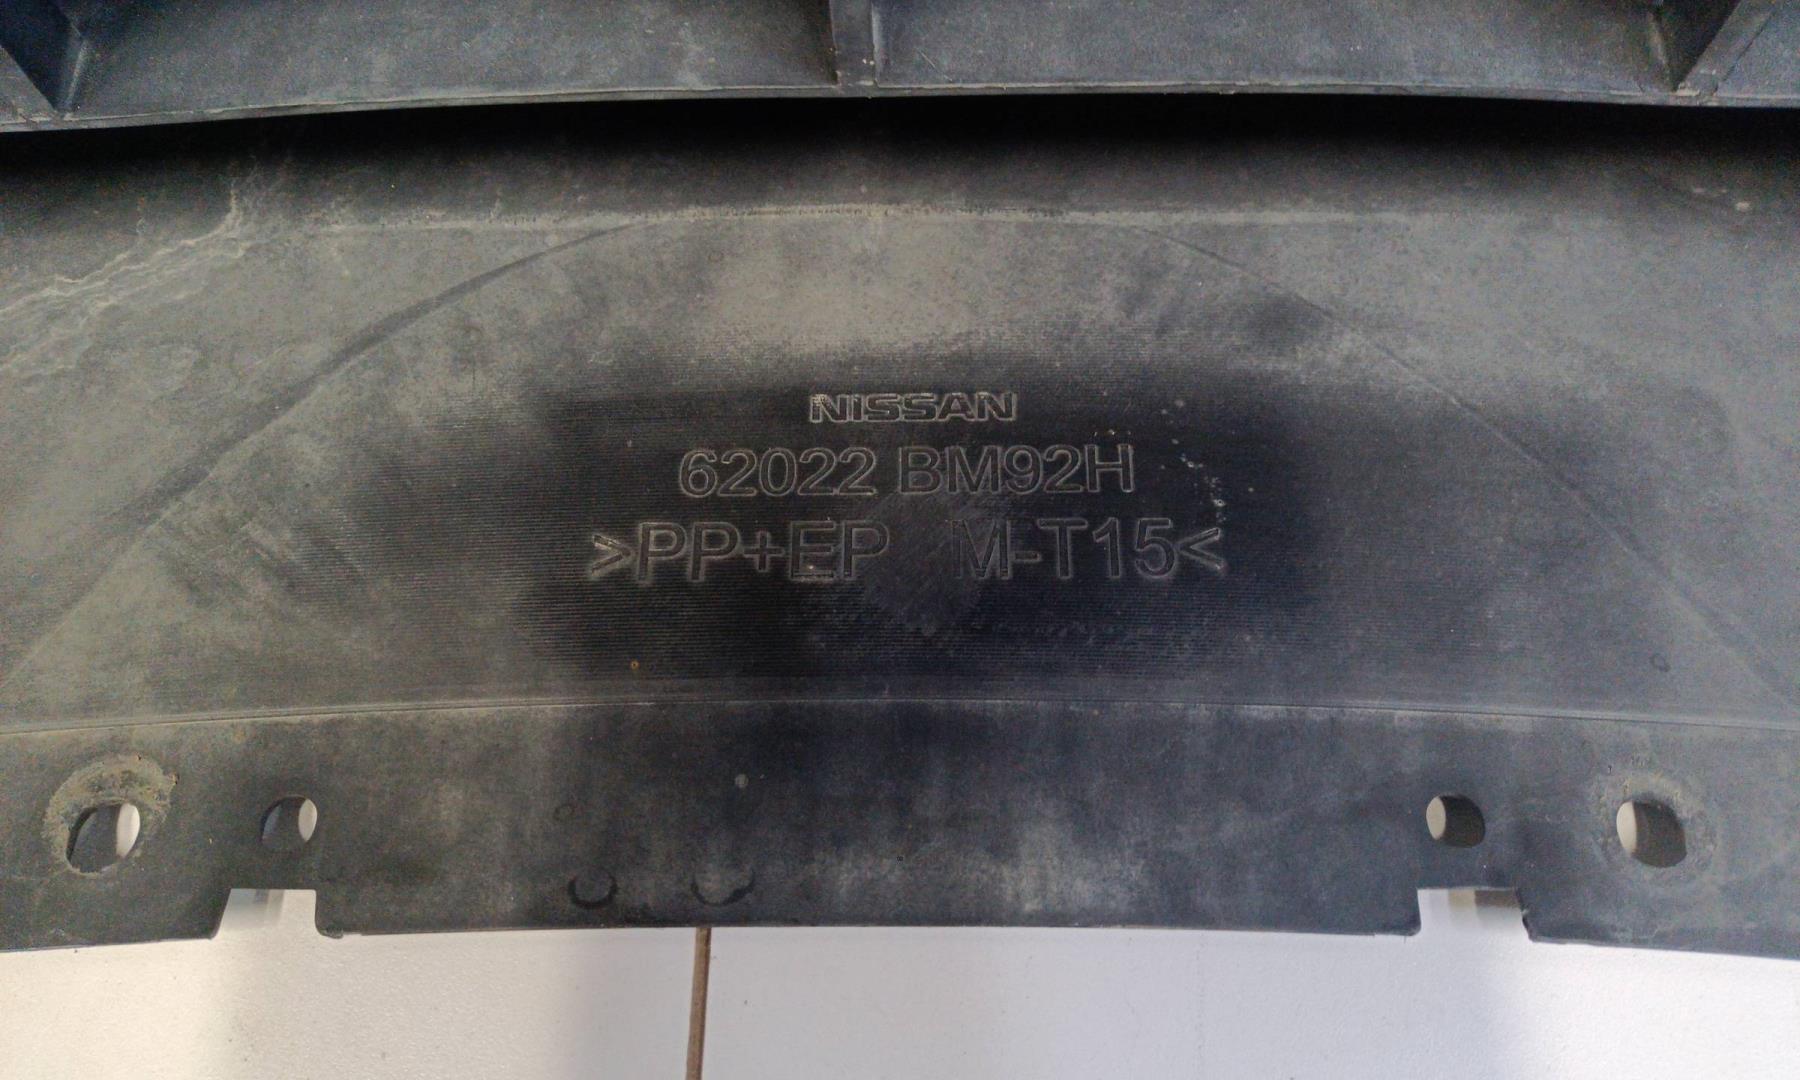 NISSAN
62022 BM92H
>PP+EP M-T15<